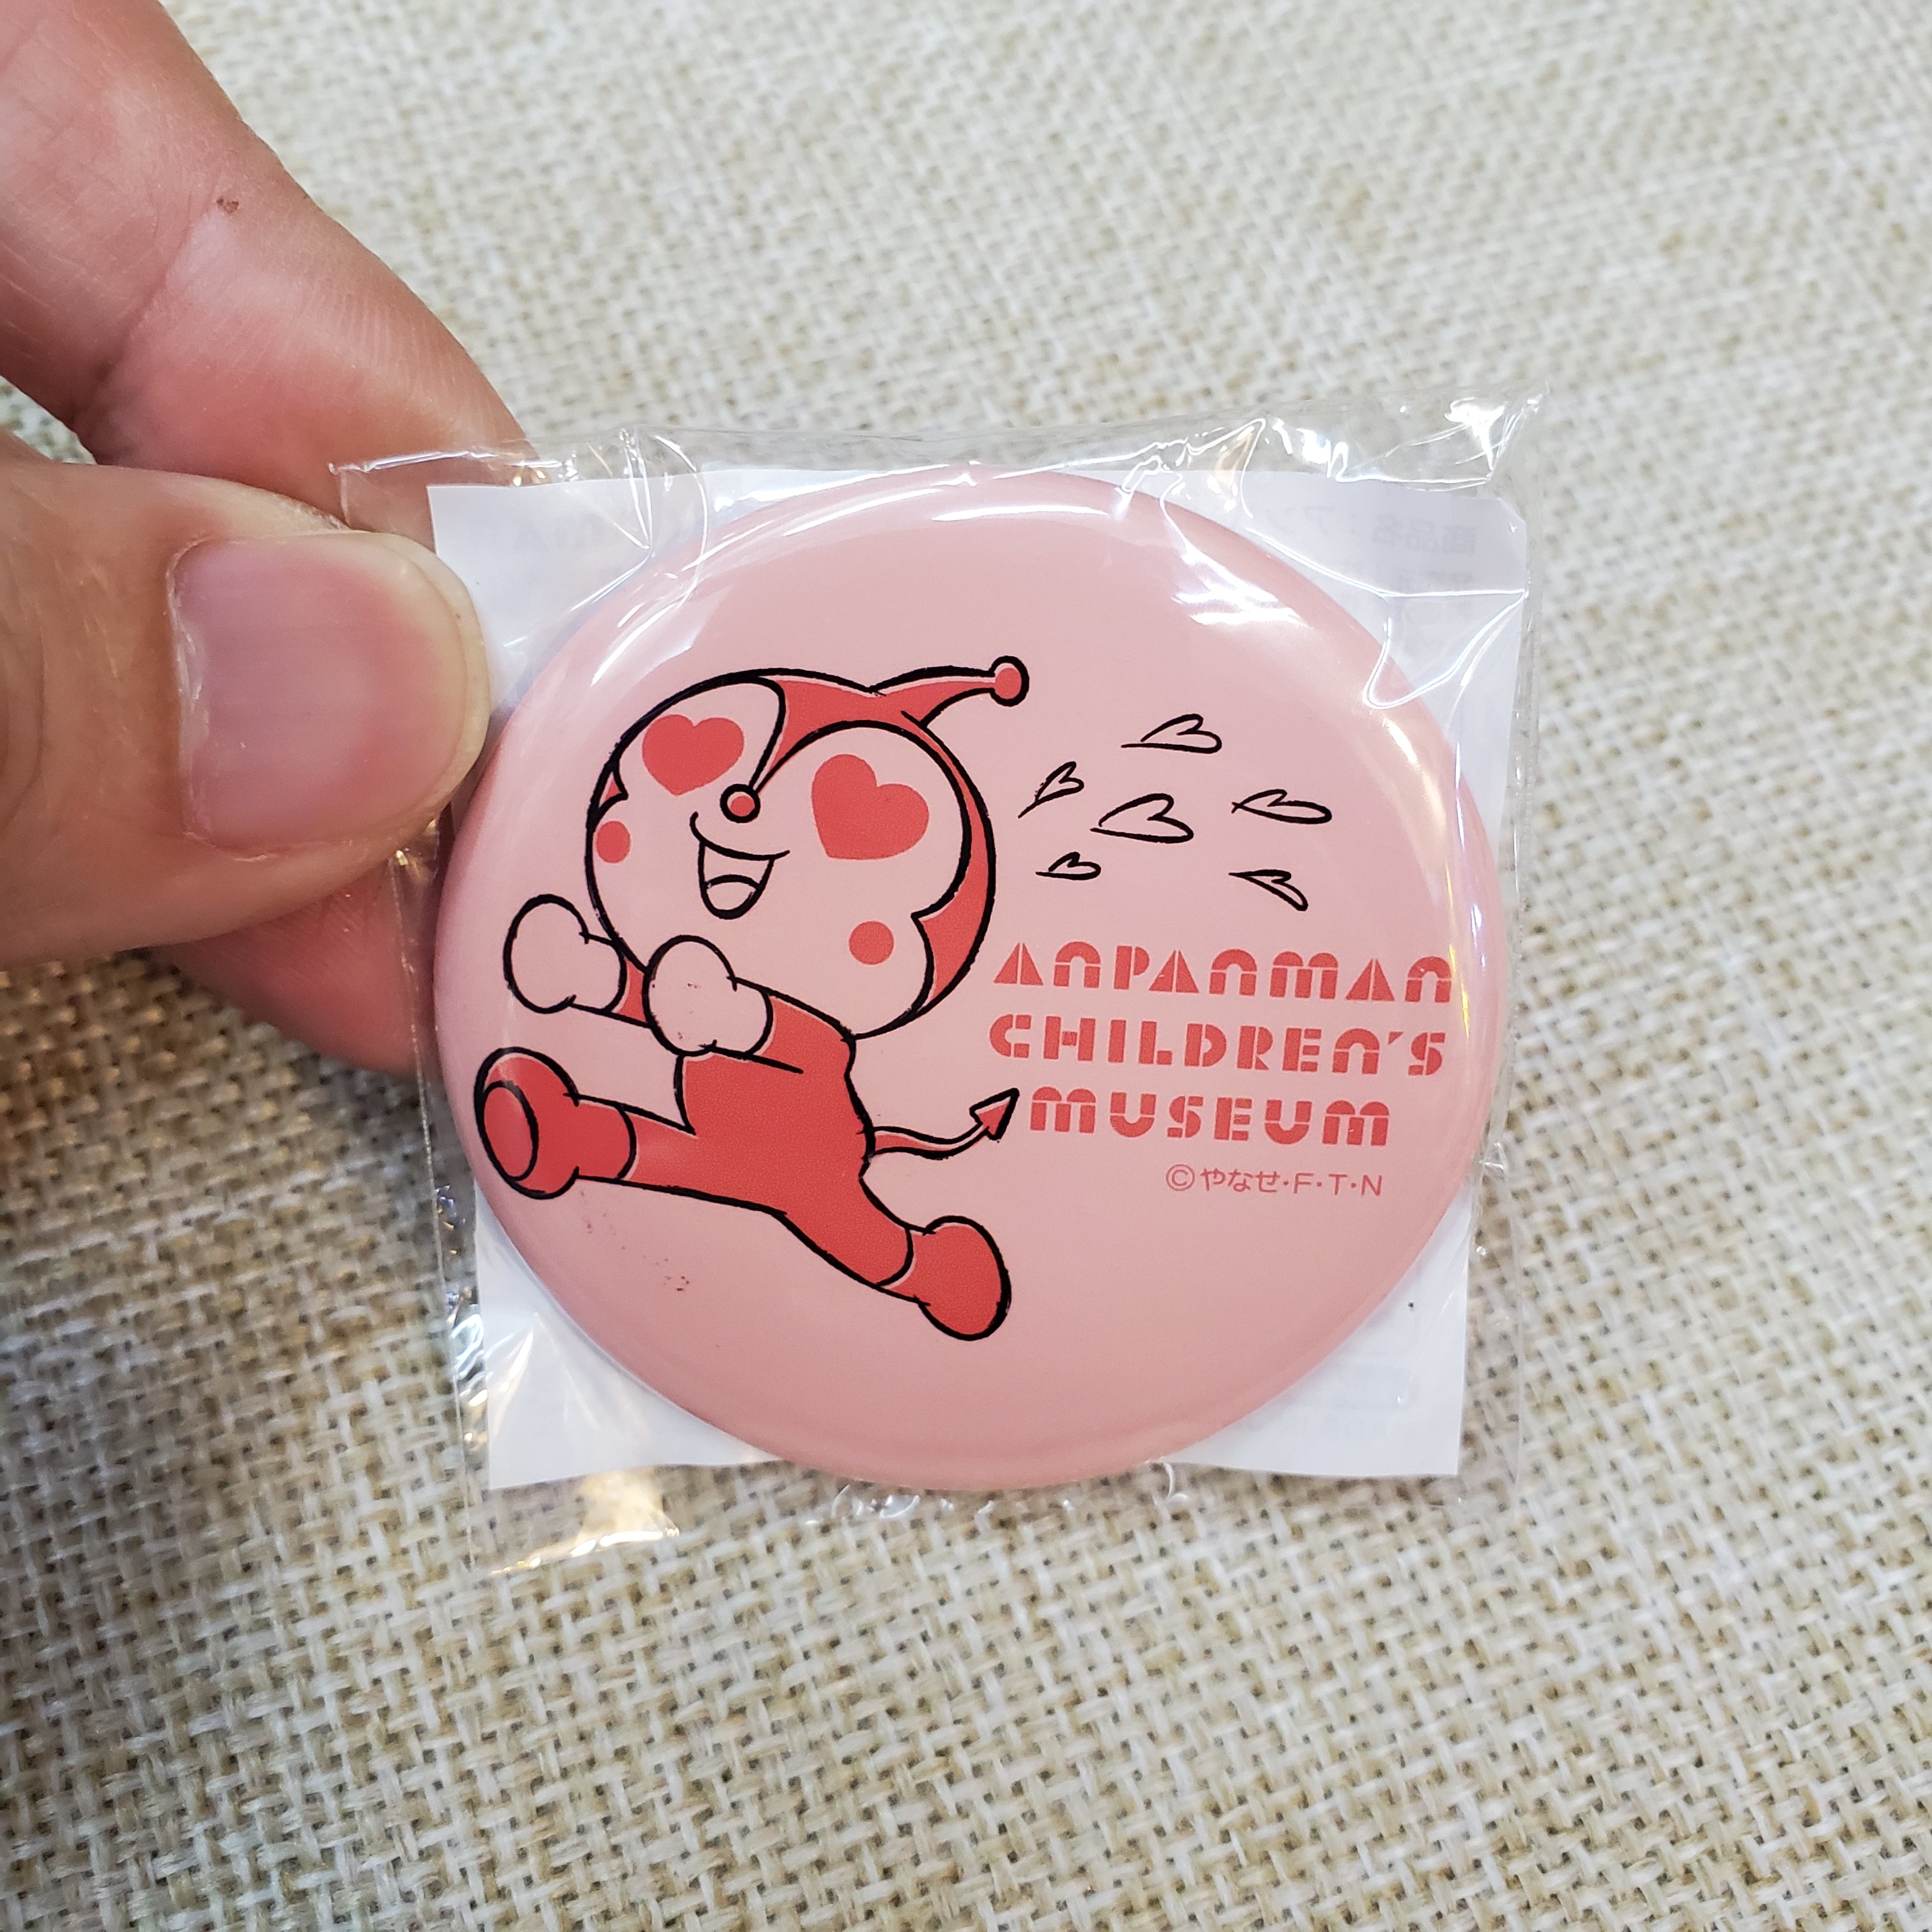 ANPANMAN
CHILDREN'S
MUSEUM
©やなせ・F・T・N